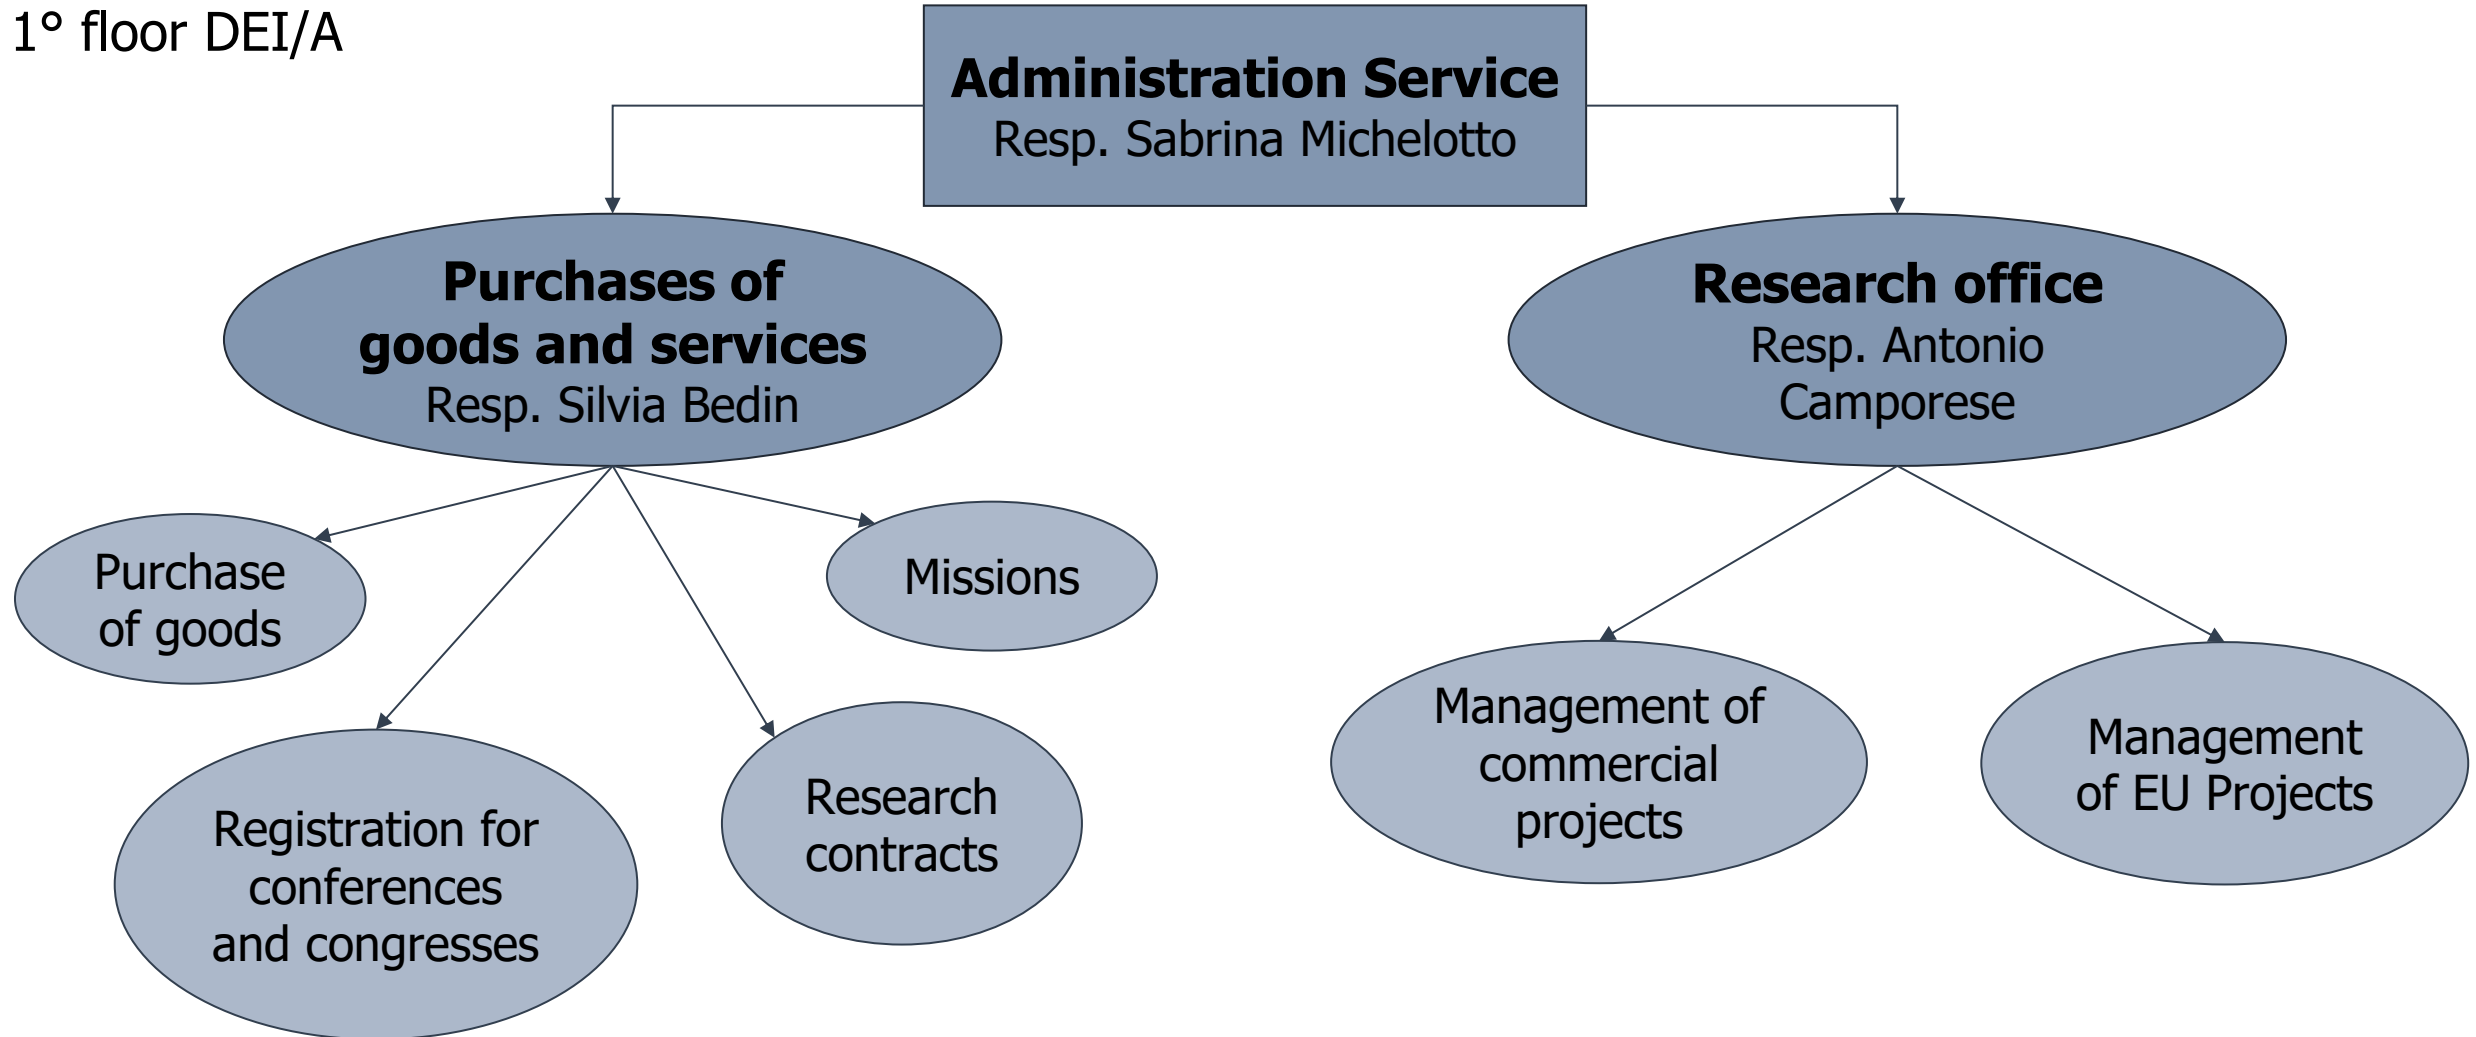 1° floor DEI/A
Administration Service
Resp. Sabrina Michelotto
Purchases of
goods and services
Resp. Silvia Bedin
Research office
Resp. Antonio
Camporese
Purchase
of goods
Missions
Registration for
conferences
and congresses
Research
contracts
Management of
commercial
projects
Management
of EU Projects